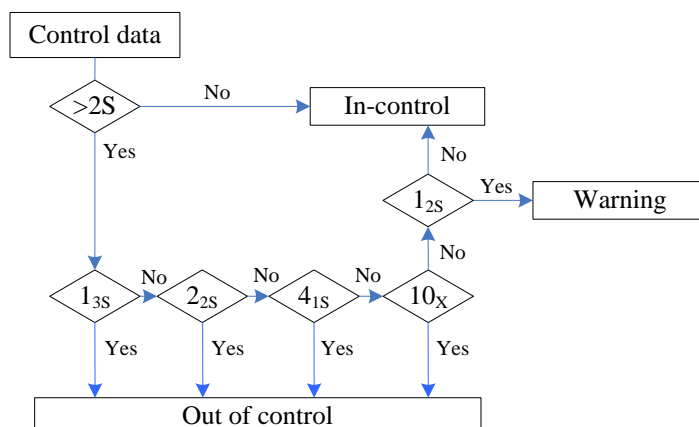 Control data
>2S
No
In-control
Yes
No
1₂S
Yes
Warning
No
1₃S
No
2₂S
No
4₁S
No
10X
Yes
Yes
Yes
Yes
Out of control